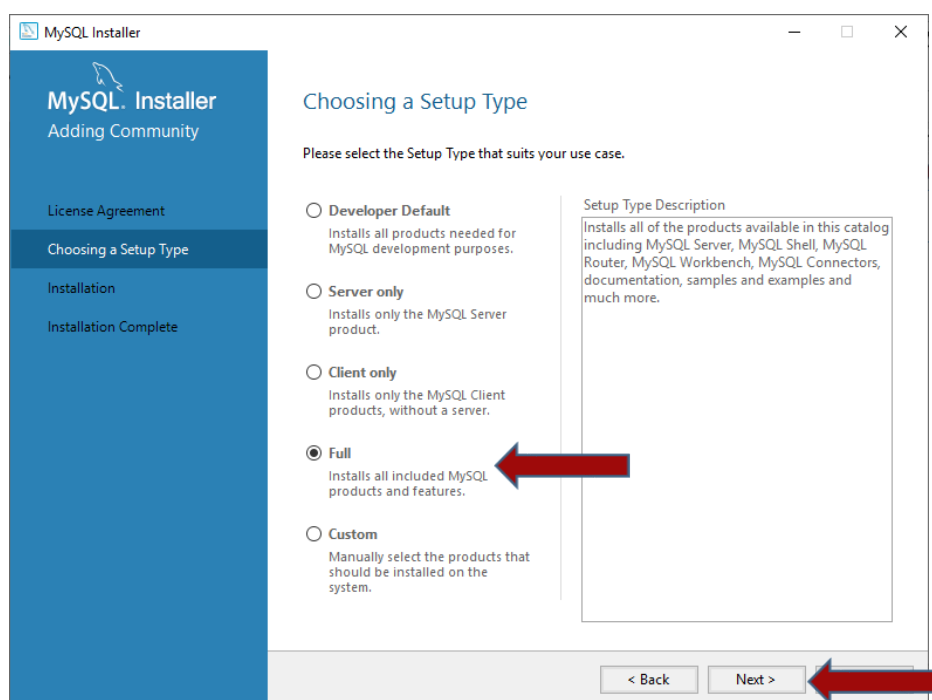 MySQL Installer
MySQL. Installer
Adding Community
License Agreement
Choosing a Setup Type
Installation
Installation Complete
Choosing a Setup Type
Please select the Setup Type that suits your use case.
Developer Default
Installs all products needed for
MySQL development purposes.
Server only
Installs only the MySQL Server
product.
Client only
Installs only the MySQL Client
products, without a server.
Full
Installs all included MySQL
products and features.
Custom
Manually select the products that
should be installed on the
system.
Setup Type Description
Installs all of the products available in this catalog
including MySQL Server, MySQL Shell, MySQL
Router, MySQL Workbench, MySQL Connectors,
documentation, samples and examples and
much more.
< Back
Next >